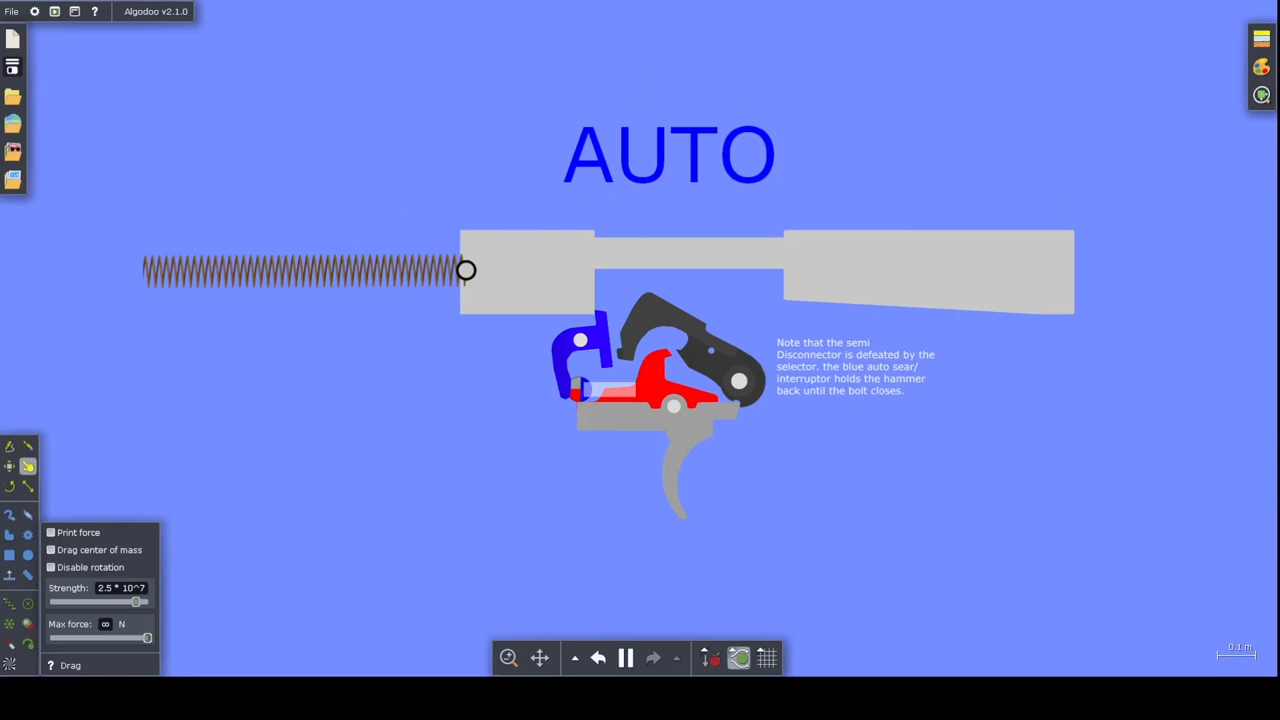 File ? Algodoo v2.1.0
AUTO
Note that the semi
Disconnector is defeated by the
selector. the blue auto sear/
interruptor holds the hammer
back until the bolt closes.
Print force
Drag center of mass
Disable rotation
Strength: 2.5 * 10^7
Max force: ∞ N
? Drag
0.1 m